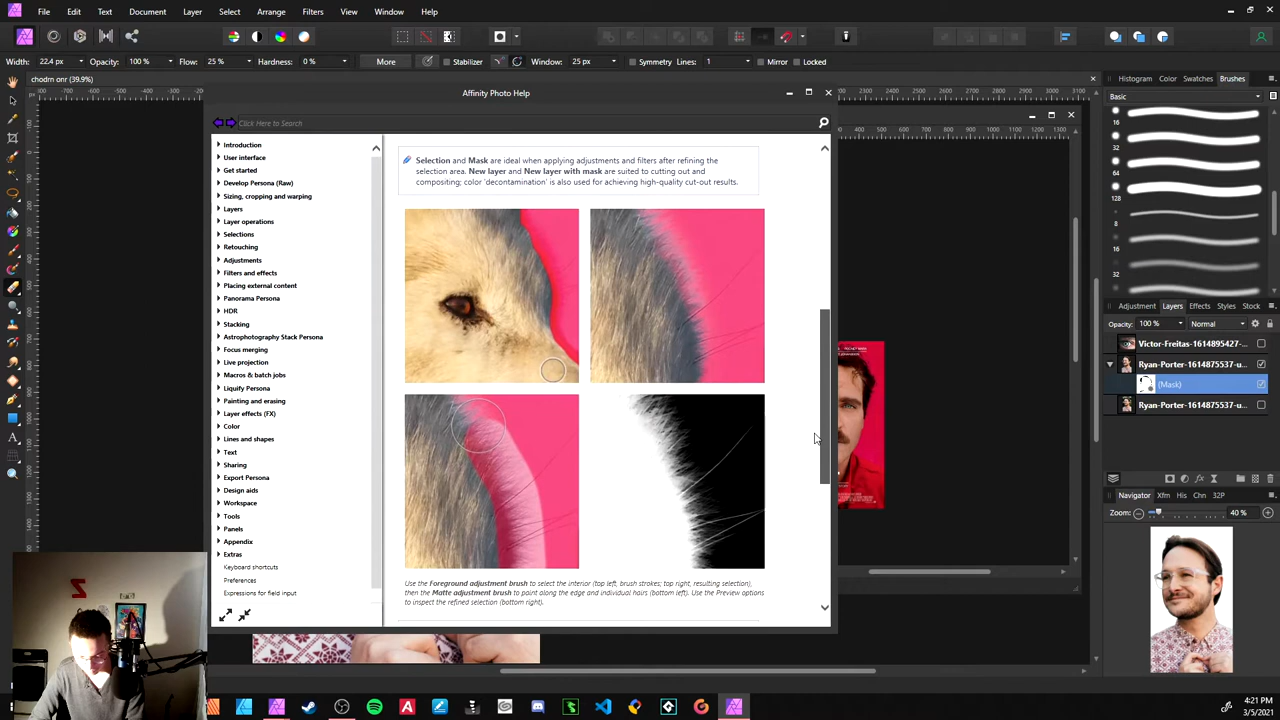 File Edit Text Document Layer Select Arrange Filters View Window Help
Width: 22.4 px Opacity: 100 % Flow: 25 % Hardness: 0 % More Stabilizer Window: 25 px Symmetry Lines: 1 Mirror Locked
(39.9%)
Affinity Photo Help
Click Here to Search
Introduction
User interface
Get started
Develop Persona (Raw)
Sizing, cropping and warping
Layers
Layer operations
Selections
Retouching
Adjustments
Filters and effects
Placing external content
Panorama Persona
HDR
Stacking
Astrophotography Stack Persona
Focus merging
Live projection
Macros & batch jobs
Liquify Persona
Painting and erasing
Layer effects (FX)
Color
Lines and shapes
Text
Sharing
Export Persona
Design aids
Workspace
Tools
Panels
Appendix
Extras
Keyboard shortcuts
Preferences
Expressions for field input
Selection and Mask are ideal when applying adjustments and filters after refining the
selection area. New layer and New layer with mask are suited to cutting out and
compositing; color 'decontamination' is also used for achieving high-quality cut-out results.
Use the Foreground adjustment brush to select the interior (top left, brush strokes; top right, resulting selection),
then the Matte adjustment brush to paint along the edge and individual hairs (bottom left). Use the Preview options
to inspect the refined selection (bottom right).
Histogram Color Swatches Brushes
Basic
16
32
64
128
8
16
32
Adjustment Layers Effects Styles Stock
Opacity: 100 % Normal
Victor-Freitas-1614895427-u
(Mask)
Ryan-Porter-1614875537-u
Navigator Xfm His Chn 32P
Zoom: 40 %
4:21 PM
3/5/2021